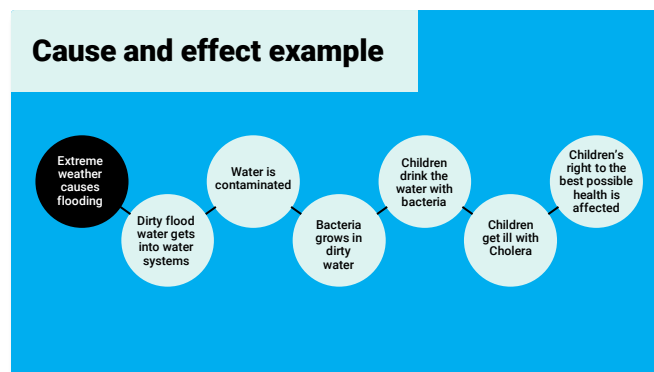 Cause and effect example
Extreme
weather
causes
flooding
Dirty flood
water gets
into water
systems
Water is
contaminated
Bacteria
grows in
dirty
water
Children
drink the
water with
bacteria
Children
get ill with
Cholera
Children’s
right to the
best possible
health is
affected